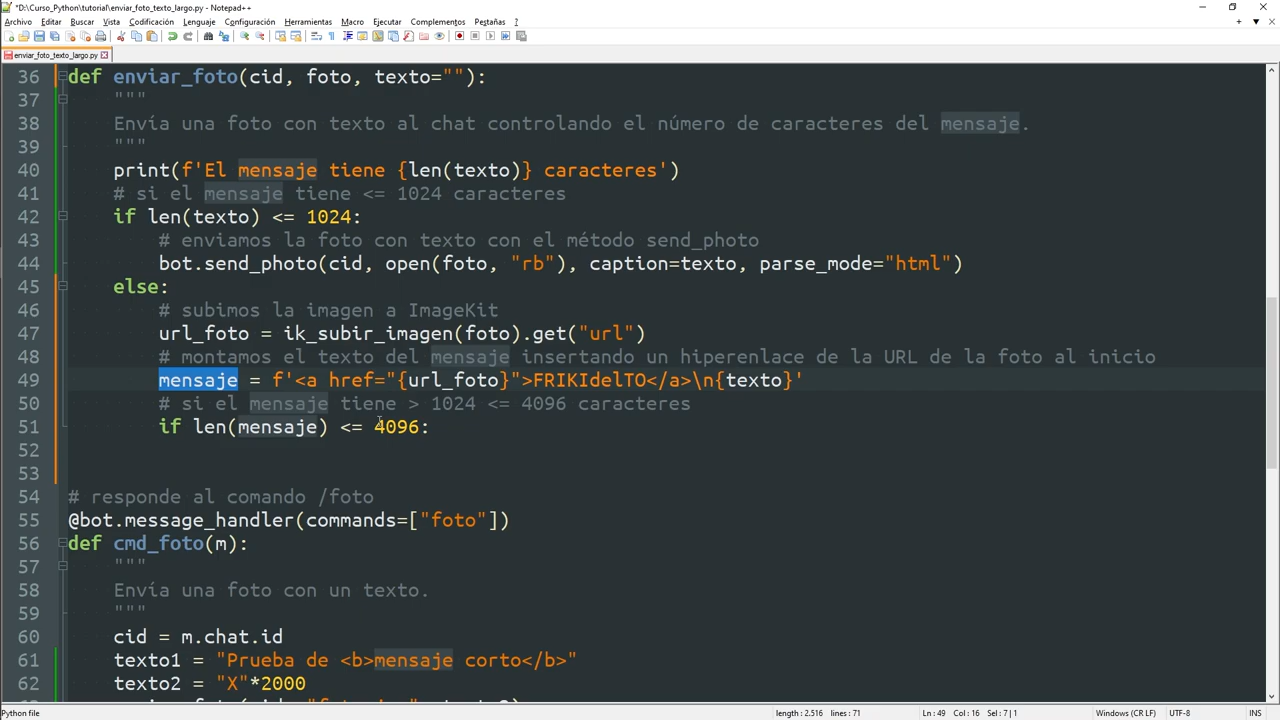 *D:\Curso_Python\tutorial\enviar_foto_texto_largo.py - Notepad++
Archivo Editar Buscar Vista Codificación Lenguaje Configuración Herramientas Macro Ejecutar Complementos Pestañas ?
enviar_foto_texto_largo.py
36 def enviar_foto(cid, foto, texto=""):
37 """
38 Envía una foto con texto al chat controlando el número de caracteres del mensaje.
39 """
40 print(f'El mensaje tiene {len(texto)} caracteres')
41 # si el mensaje tiene <= 1024 caracteres
42 if len(texto) <= 1024:
43 # enviamos la foto con texto con el método send_photo
44 bot.send_photo(cid, open(foto, "rb"), caption=texto, parse_mode="html")
45 else:
46 # subimos la imagen a ImageKit
47 url_foto = ik_subir_imagen(foto).get("url")
48 # montamos el texto del mensaje insertando un hiperenlace de la URL de la foto al inicio
49 mensaje = f'<a href="{url_foto}">FRIKIdelTO</a>\n{texto}'
50 # si el mensaje tiene > 1024 <= 4096 caracteres
51 if len(mensaje) <= 4096:
52
53
54 # responde al comando /foto
55 @bot.message_handler(commands=["foto"])
56 def cmd_foto(m):
57 """
58 Envía una foto con un texto.
59 """
60 cid = m.chat.id
61 texto1 = "Prueba de <b>mensaje corto</b>"
62 texto2 = "X"*2000
Python file length : 2.516 lines : 71 Ln : 49 Col : 16 Sel : 7 | 1 Windows (CR LF) UTF-8 INS